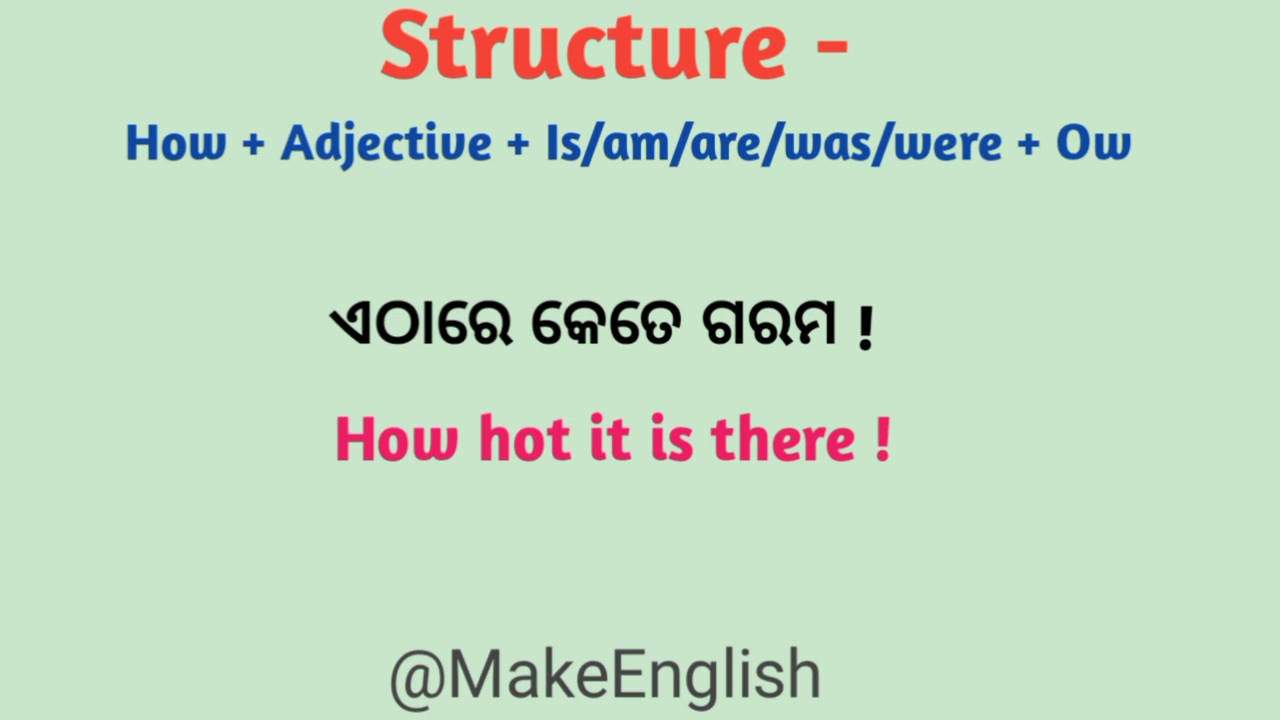 Structure -
How + Adjective + Is/am/are/was/were + Ow
ଏଠାରେ କେତେ ଗରମ !
How hot it is there !
@MakeEnglish